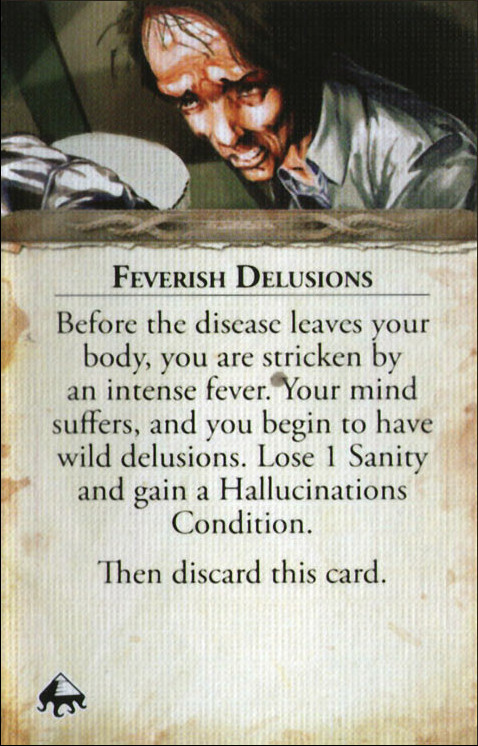 FEVERISH DELUSIONS
Before the disease leaves your
body, you are stricken by
an intense fever. Your mind
suffers, and you begin to have
wild delusions. Lose 1 Sanity
and gain a Hallucinations
Condition.
Then discard this card.